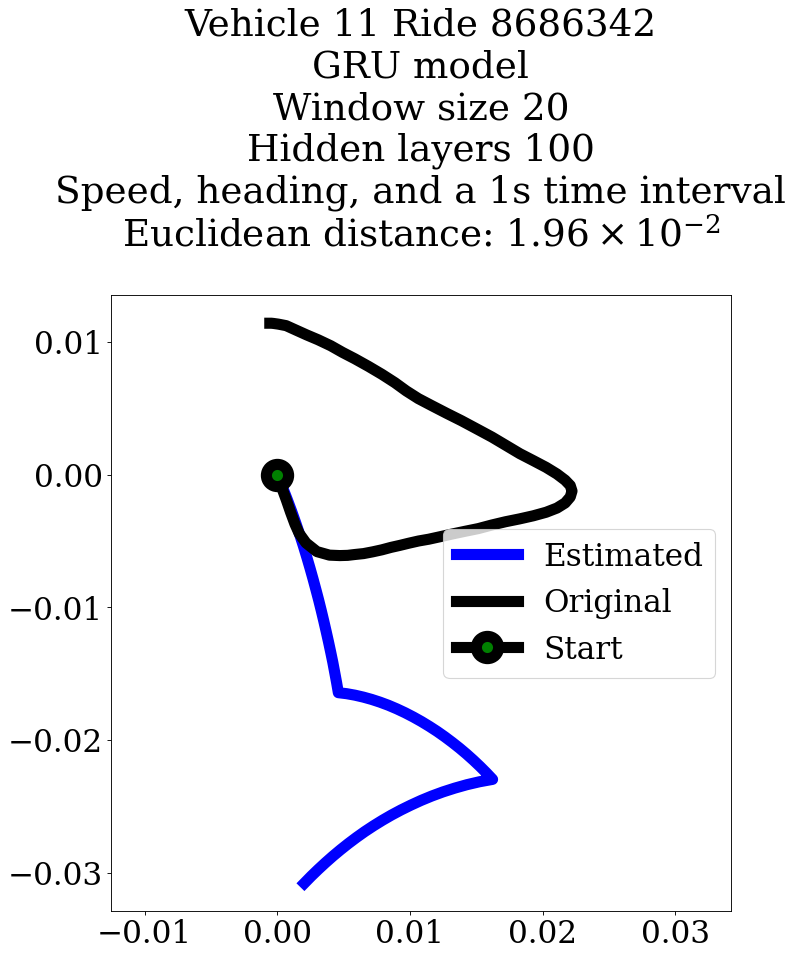 Vehicle 11 Ride 8686342
GRU model
Window size 20
Hidden layers 100
Speed, heading, and a 1s time interval
Euclidean distance: 1.96 × 10⁻²
0.01
0.00
−0.01
−0.02
−0.03
Estimated
Original
Start
−0.01 0.00 0.01 0.02 0.03